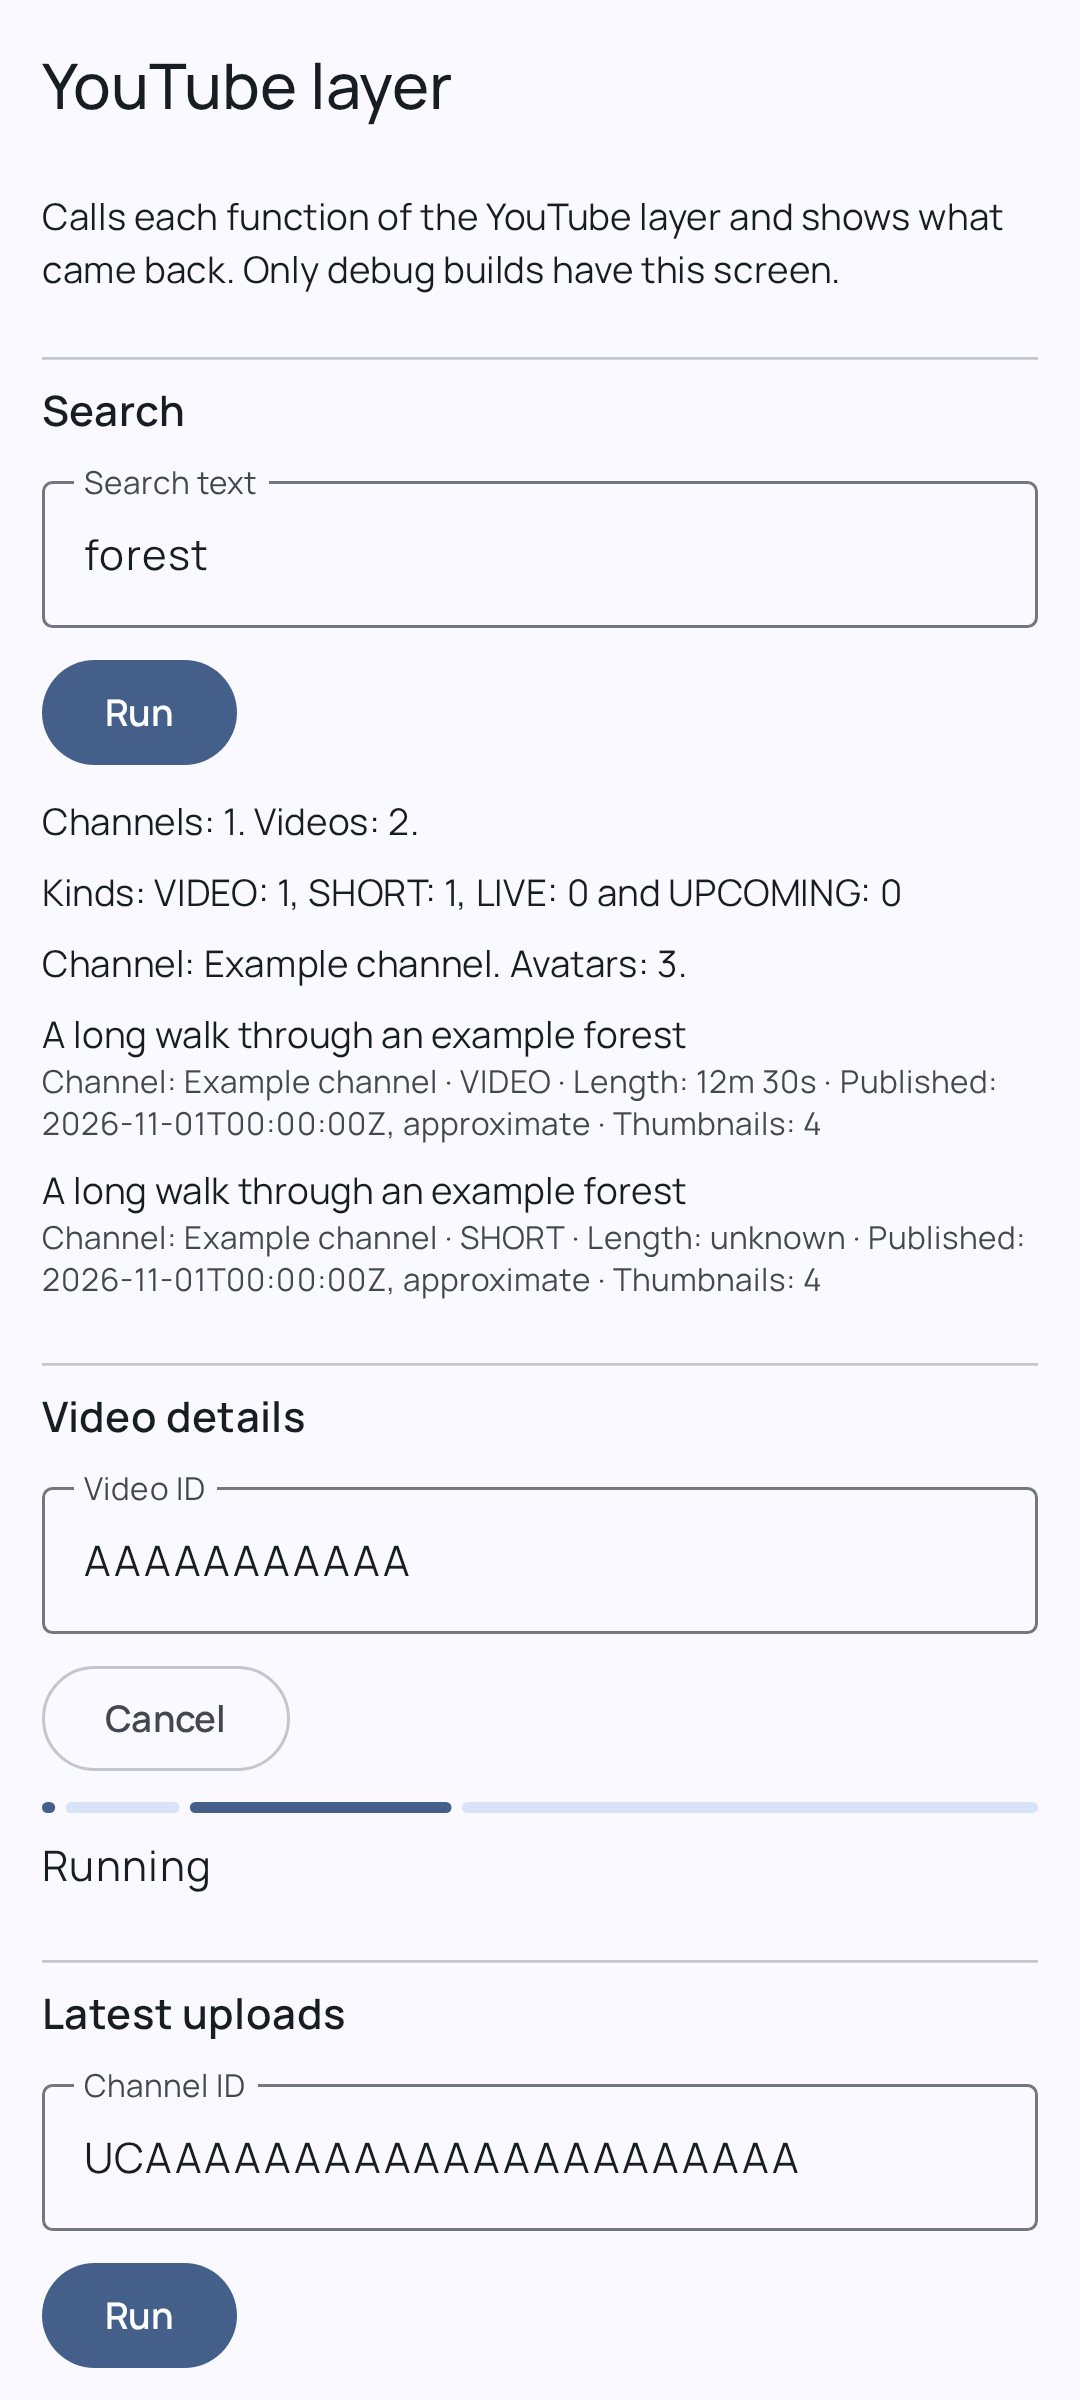 YouTube layer
Calls each function of the YouTube layer and shows what
came back. Only debug builds have this screen.
Search
Search text
forest
Run
Channels: 1. Videos: 2.
Kinds: VIDEO: 1, SHORT: 1, LIVE: 0 and UPCOMING: 0
Channel: Example channel. Avatars: 3.
A long walk through an example forest
Channel: Example channel · VIDEO · Length: 12m 30s · Published:
2026-11-01T00:00:00Z, approximate · Thumbnails: 4
A long walk through an example forest
Channel: Example channel · SHORT · Length: unknown · Published:
2026-11-01T00:00:00Z, approximate · Thumbnails: 4
Video details
Video ID
AAAAAAAAAAA
Cancel
Running
Latest uploads
Channel ID
UCAAAAAAAAAAAAAAAAAAAAAA
Run